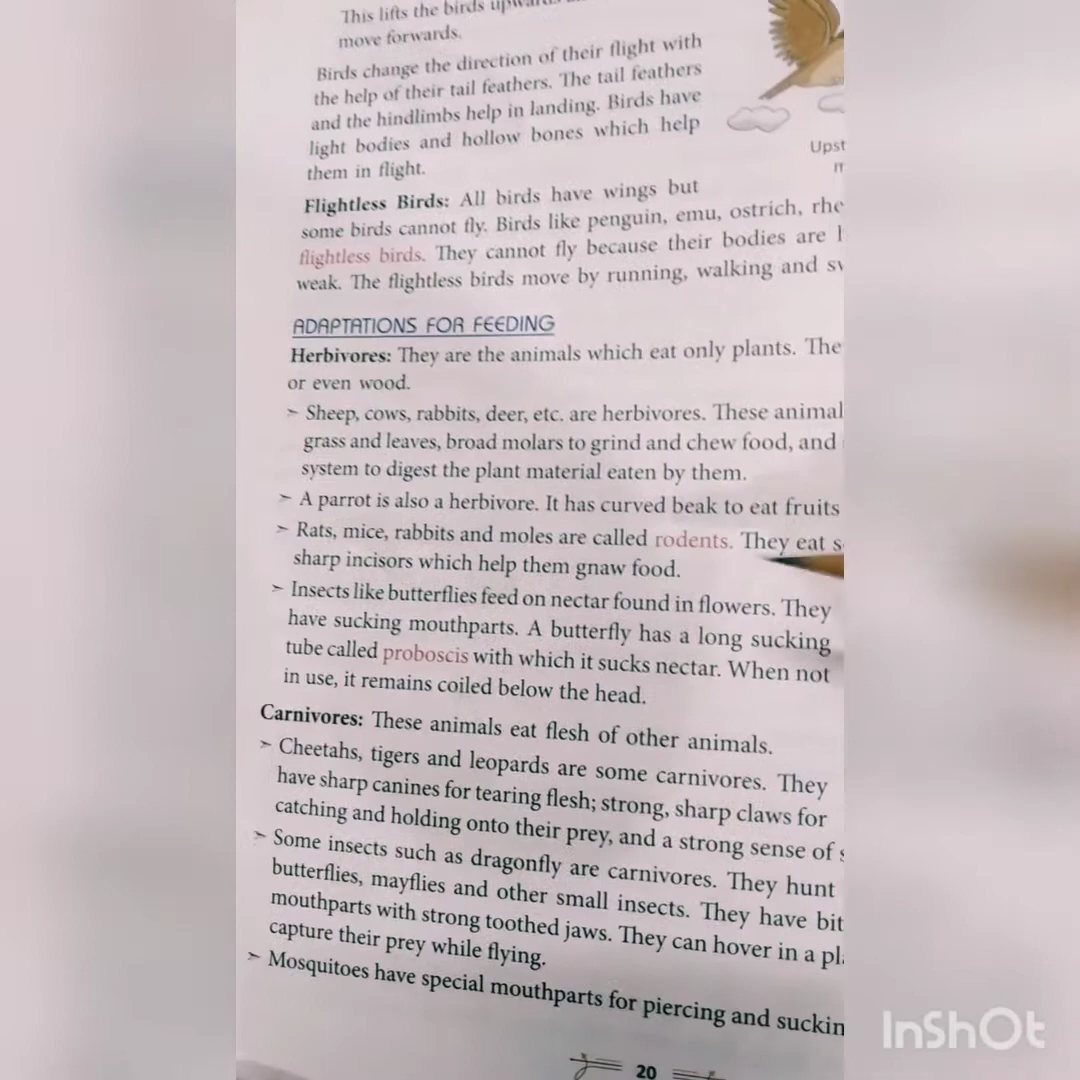 This lifts the birds
move forwards.
Birds change the direction of their flight with
the help of their tail feathers. The tail feathers
and the hindlimbs help in landing. Birds have
light bodies and hollow bones which help
them in flight.
Upst
Flightless Birds: All birds have wings but
some birds cannot fly. Birds like penguin, emu, ostrich, rhe
flightless birds. They cannot fly because their bodies are
weak. The flightless birds move by running, walking and
ADAPTATIONS FOR FEEDING
Herbivores: They are the animals which eat only plants. The
or even wood.
➢ Sheep, cows, rabbits, deer, etc. are herbivores. These animal
grass and leaves, broad molars to grind and chew food, and
system to digest the plant material eaten by them.
➢ A parrot is also a herbivore. It has curved beak to eat fruits
➢ Rats, mice, rabbits and moles are called rodents. They eat s
sharp incisors which help them gnaw food.
➢ Insects like butterflies feed on nectar found in flowers. They
have sucking mouthparts. A butterfly has a long sucking
tube called proboscis with which it sucks nectar. When not
in use, it remains coiled below the head.
Carnivores: These animals eat flesh of other animals.
➢ Cheetahs, tigers and leopards are some carnivores. They
have sharp canines for tearing flesh; strong, sharp claws for
catching and holding onto their prey, and a strong sense of s
➢ Some insects such as dragonfly are carnivores. They hunt
butterflies, mayflies and other small insects. They have bit
mouthparts with strong toothed jaws. They can hover in a pla
capture their prey while flying.
➢ Mosquitoes have special mouthparts for piercing and suckin
20
InShOt